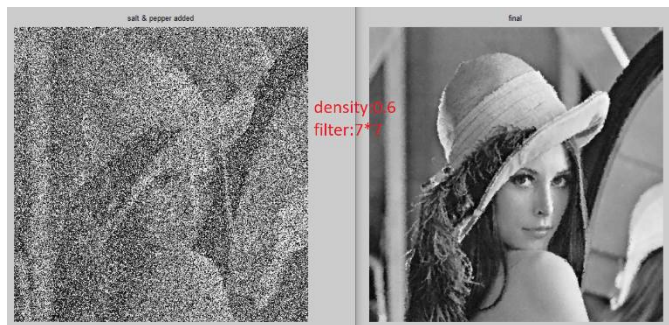 salt & pepper added
final
density:0.6
filter:7*7